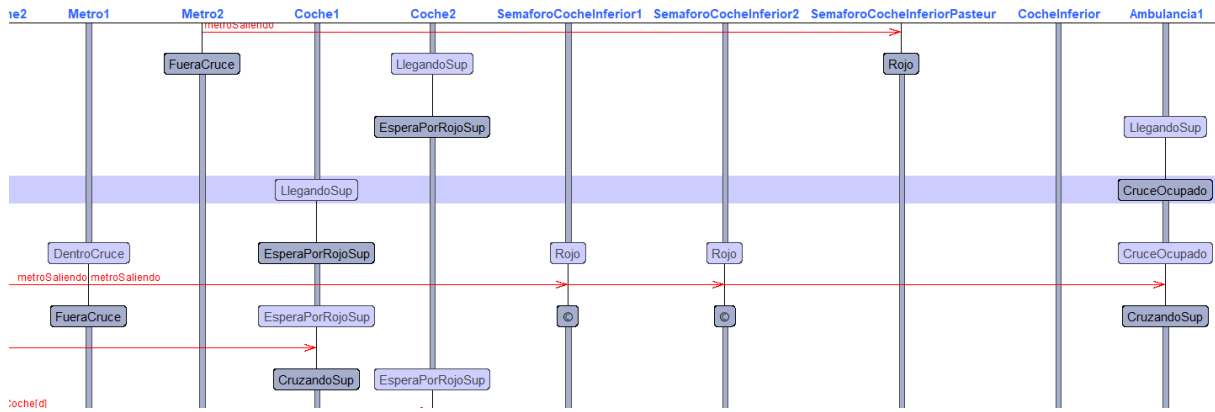 ne2 Metro1 Metro2 Coche1 Coche2 SemaforoCocheInferior1 SemaforoCocheInferior2 SemaforoCocheInferiorPasteur CocheInferior Ambulancia1
metroSaliendo
FueraCruce LlegandoSup Rojo
EsperaPorRojoSup LlegandoSup
LlegandoSup CruceOcupado
DentroCruce EsperaPorRojoSup Rojo Rojo CruceOcupado
metroSaliendo metroSaliendo
FueraCruce EsperaPorRojoSup © © CruzandoSup
CruzandoSup EsperaPorRojoSup
Coche[d]